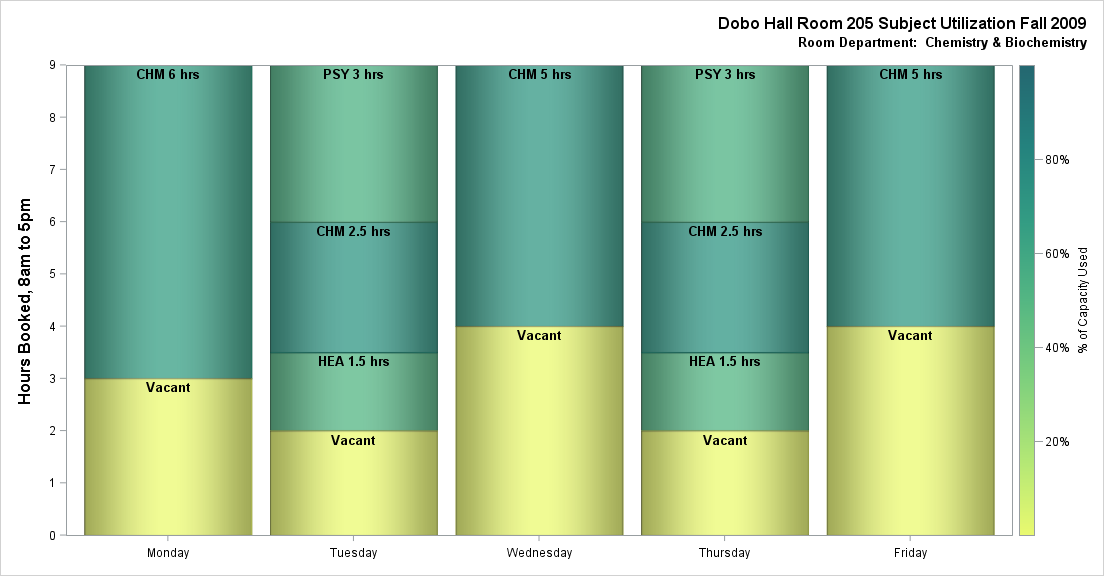 Dobo Hall Room 205 Subject Utilization Fall 2009
Room Department:  Chemistry & Biochemistry
Hours Booked, 8am to 5pm
9
8
7
6
5
4
3
2
1
0
CHM 6 hrs
Vacant
PSY 3 hrs
CHM 2.5 hrs
HEA 1.5 hrs
Vacant
CHM 5 hrs
Vacant
PSY 3 hrs
CHM 2.5 hrs
HEA 1.5 hrs
Vacant
CHM 5 hrs
Vacant
Monday
Tuesday
Wednesday
Thursday
Friday
80%
60%
40%
20%
% of Capacity Used